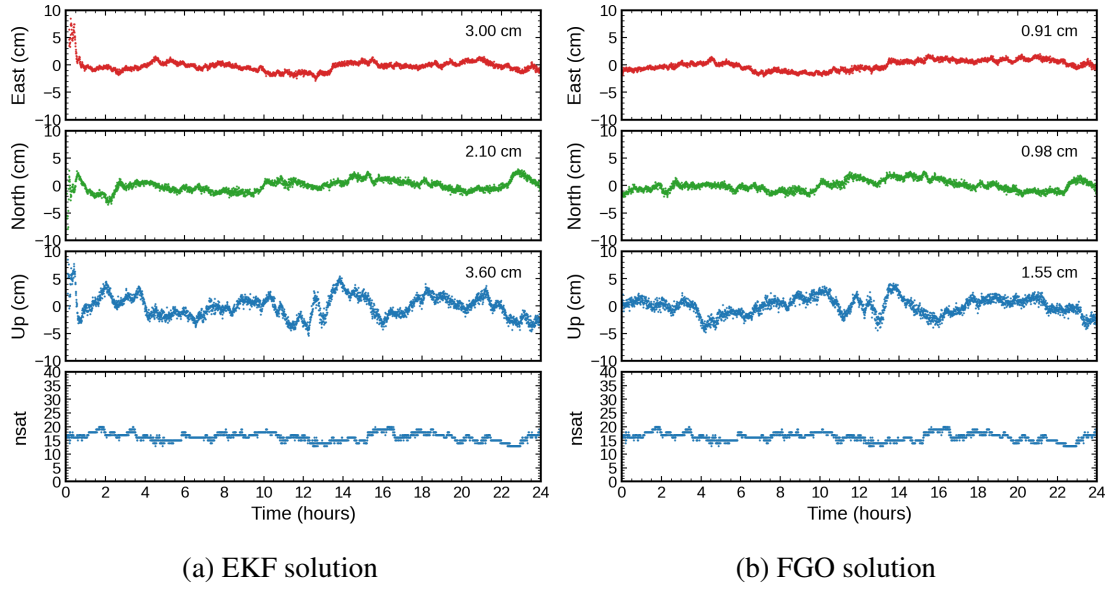 10
5
0
−5
−10
East (cm)
3.00 cm
10
5
0
−5
−10
North (cm)
2.10 cm
10
5
0
−5
−10
Up (cm)
3.60 cm
40
35
30
25
20
15
10
5
0
nsat
0 2 4 6 8 10 12 14 16 18 20 22 24
Time (hours)
(a) EKF solution
10
5
0
−5
−10
East (cm)
0.91 cm
10
5
0
−5
−10
North (cm)
0.98 cm
10
5
0
−5
−10
Up (cm)
1.55 cm
40
35
30
25
20
15
10
5
0
nsat
0 2 4 6 8 10 12 14 16 18 20 22 24
Time (hours)
(b) FGO solution